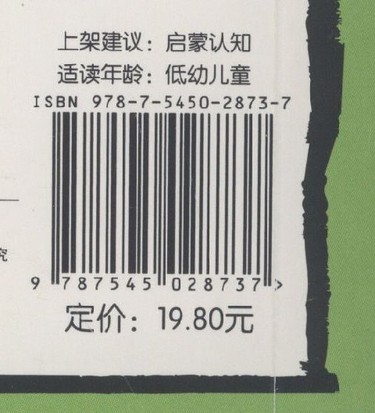 上架建议：启蒙认知
适读年龄：低幼儿童
ISBN 978-7-5450-2873-7
究
9 787545 028737 >
定价：19.80元